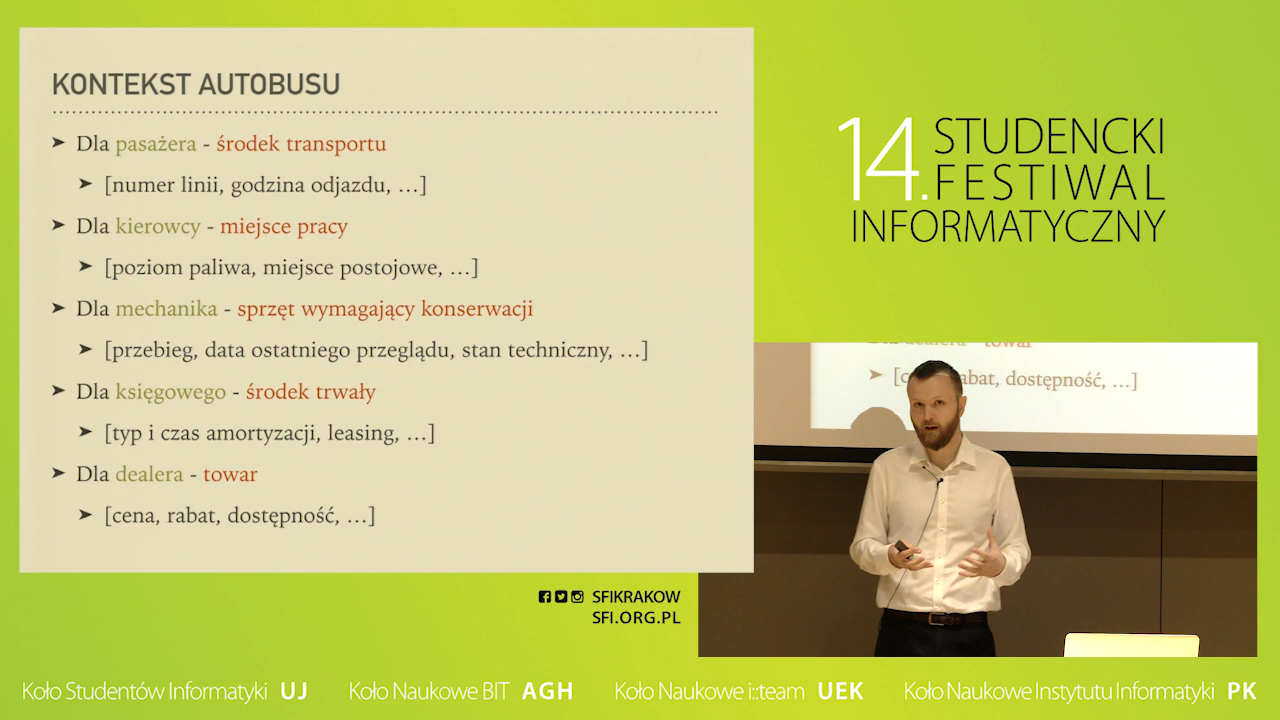 KONTEKST AUTOBUSU
➤ Dla pasażera - środek transportu
➤ [numer linii, godzina odjazdu, …]
➤ Dla kierowcy - miejsce pracy
➤ [poziom paliwa, miejsce postojowe, …]
➤ Dla mechanika - sprzęt wymagający konserwacji
➤ [przebieg, data ostatniego przeglądu, stan techniczny, …]
➤ Dla księgowego - środek trwały
➤ [typ i czas amortyzacji, leasing, …]
➤ Dla dealera - towar
➤ [cena, rabat, dostępność, …]
14. STUDENCKI
FESTIWAL
INFORMATYCZNY
dealera - towar
dostępność, …]
SFIKRAKOW
SFI.ORG.PL
Koło Studentów Informatyki UJ
Koło Naukowe BIT AGH
Koło Naukowe i::team UEK
Koło Naukowe Instytutu Informatyki PK